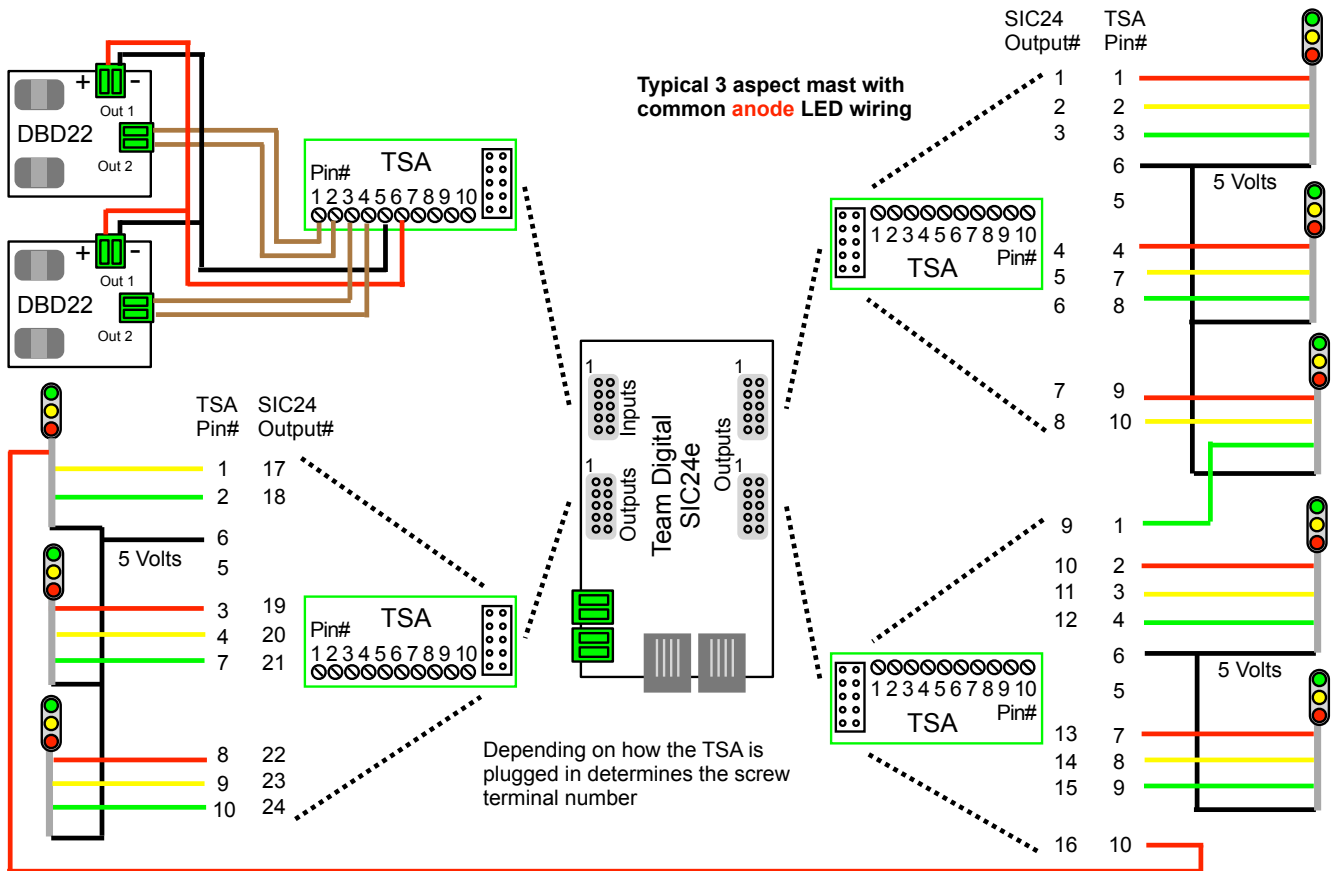 SIC24 TSA
Output# Pin#
1 1
2 2
3 3
6
5 Volts
5
4 4
5 7
6 8
7 9
8 10
9 1
10 2
11 3
12 4
6
5 Volts
5
13 7
14 8
15 9
16 10
Typical 3 aspect mast with
common anode LED wiring
+ -
Out 1
DBD22
Out 2
+ -
Out 1
DBD22
Out 2
TSA
Pin#
1 2 3 4 5 6 7 8 9 10
1 2 3 4 5 6 7 8 9 10
Pin#
TSA
1 1
Inputs
1 1
Outputs
Outputs
Team Digital
SIC24e
TSA SIC24
Pin# Output#
1 17
2 18
6
5 Volts
5
3 19
4 20
7 21
8 22
9 23
10 24
TSA
Pin#
1 2 3 4 5 6 7 8 9 10
1 2 3 4 5 6 7 8 9 10
Pin#
TSA
Depending on how the TSA is
plugged in determines the screw
terminal number